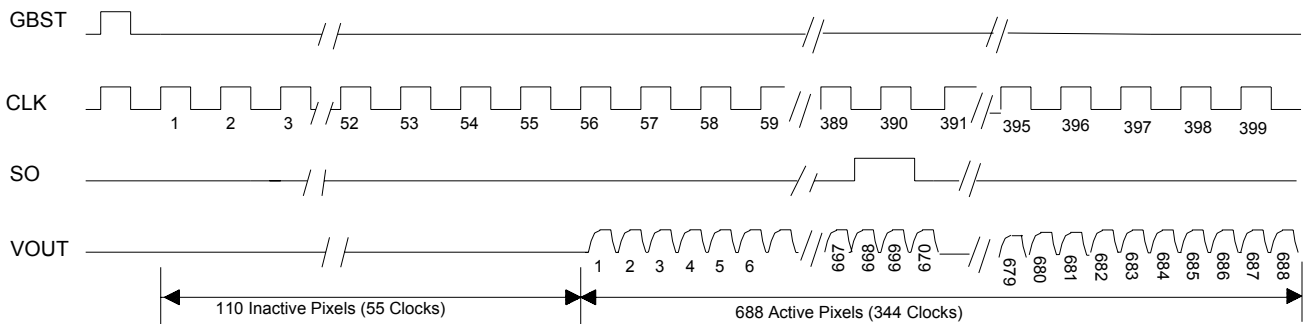 GBST
CLK
1 2 3 52 53 54 55 56 57 58 59 389 390 391 395 396 397 398 399
SO
VOUT
1 2 3 4 5 6 667 668 669 670 679 680 681 682 683 684 685 686 687 688
110 Inactive Pixels (55 Clocks)
688 Active Pixels (344 Clocks)